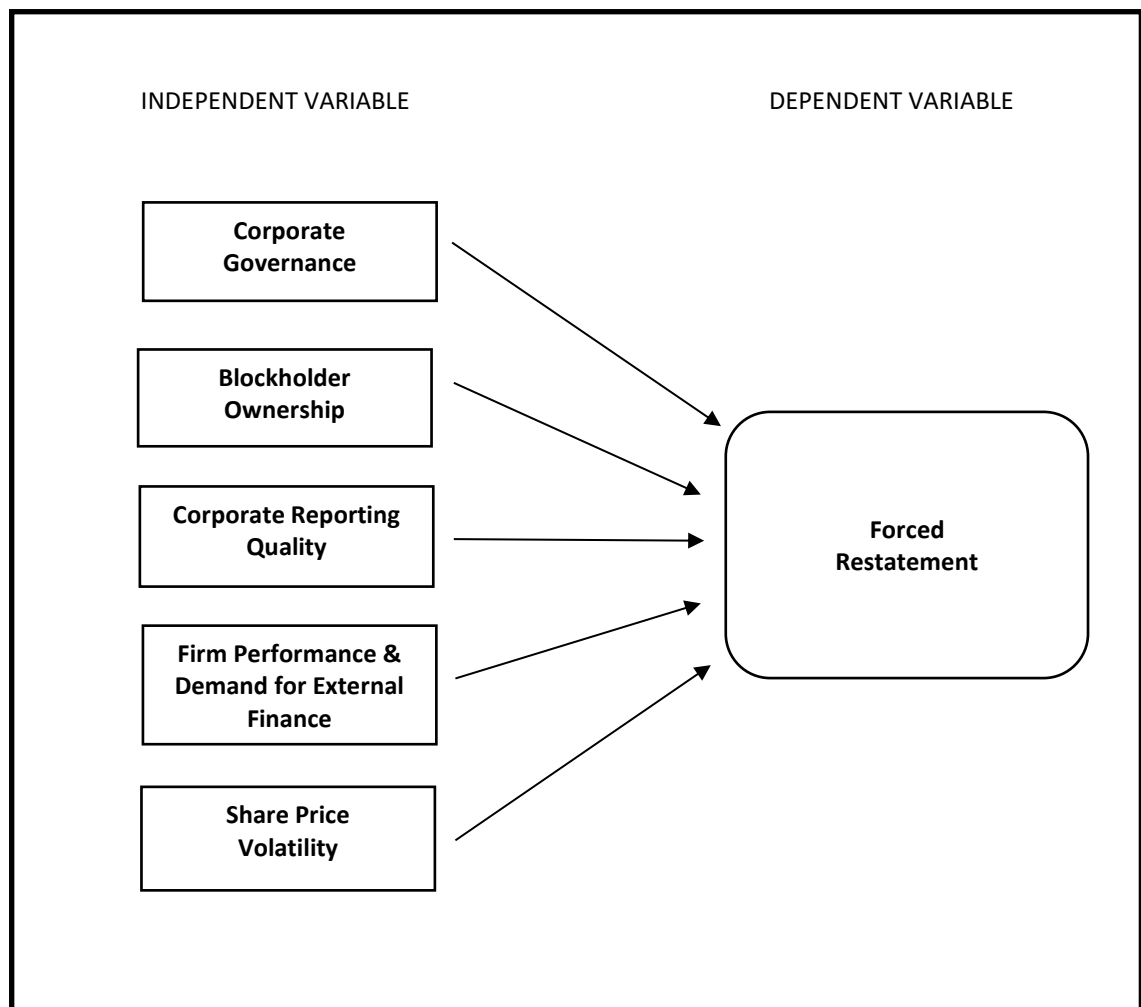 INDEPENDENT VARIABLE
DEPENDENT VARIABLE
Corporate
Governance
Blockholder
Ownership
Corporate Reporting
Quality
Firm Performance &
Demand for External
Finance
Share Price
Volatility
Forced
Restatement